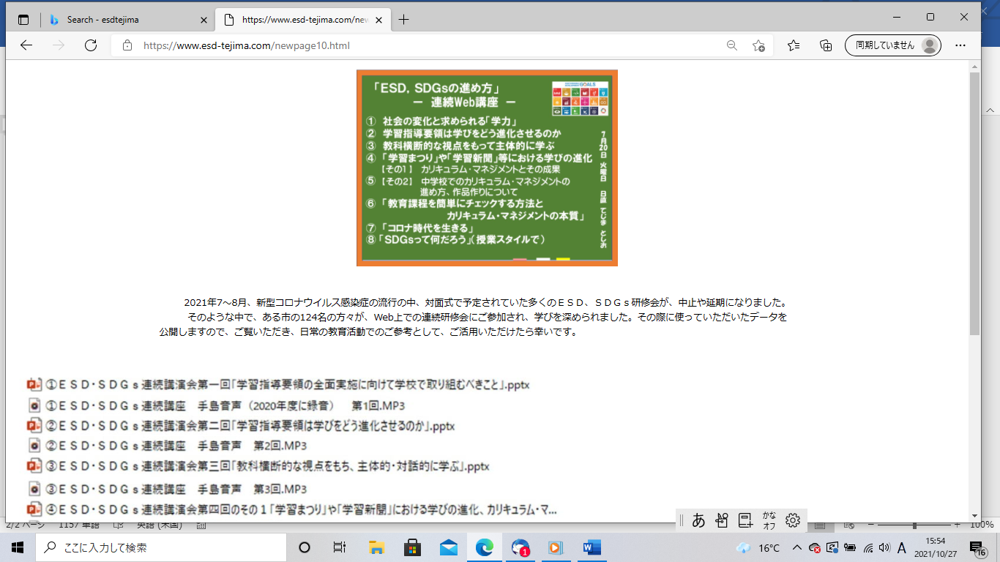 Search - esdtejima
https://www.esd-tejima.com/new
https://www.esd-tejima.com/newpage10.html
同期していません
「ESD，SDGsの進め方」
－ 連続Web講座 －
GOALS
① 社会の変化と求められる「学力」
② 学習指導要領は学びをどう進化させるのか
③ 教科横断的な視点をもって主体的に学ぶ
④ 「学習まつり」や「学習新聞」等における学びの進化
【その1】 カリキュラム・マネジメントとその成果
⑤ 【その2】 中学校でのカリキュラム・マネジメントの
進め方、作品作りについて
⑥ 「教育課程を簡単にチェックする方法と
カリキュラム・マネジメントの本質」
⑦ 「コロナ時代を生きる」
⑧ 「SDGsって何だろう」（授業スタイルで）
7月20日 火曜日 日直 てじま としお
2021年7～8月、新型コロナウイルス感染症の流行の中、対面式で予定されていた多くのＥＳＤ、ＳＤＧｓ研修会が、中止や延期になりました。
そのような中で、ある市の124名の方々が、Web上での連続研修会にご参加され、学びを深められました。その際に使っていただいたデータを
公開しますので、ご覧いただき、日常の教育活動でのご参考として、ご活用いただけたら幸いです。
①ＥＳＤ・ＳＤＧｓ連続講演会第一回「学習指導要領の全面実施に向けて学校で取り組むべきこと」.pptx
①ＥＳＤ・ＳＤＧｓ連続講座　手島音声（2020年度に録音）　第1回.MP3
②ＥＳＤ・ＳＤＧｓ連続講演会第二回「学習指導要領は学びをどう進化させるのか」.pptx
②ＥＳＤ・ＳＤＧｓ連続講座　手島音声　第2回.MP3
③ＥＳＤ・ＳＤＧｓ連続講演会第三回「教科横断的な視点をもち、主体的・対話的に学ぶ」.pptx
③ＥＳＤ・ＳＤＧｓ連続講座　手島音声　第3回.MP3
④ＥＳＤ・ＳＤＧｓ連続講演会第四回のその１「学習まつり」や「学習新聞」における学びの進化、カリキュラム・マ...
あ
かな
オフ
2/2 ページ 1157 単語 英語 (米国)
100%
ここに入力して検索
1
16°C
A
15:54
2021/10/27
16